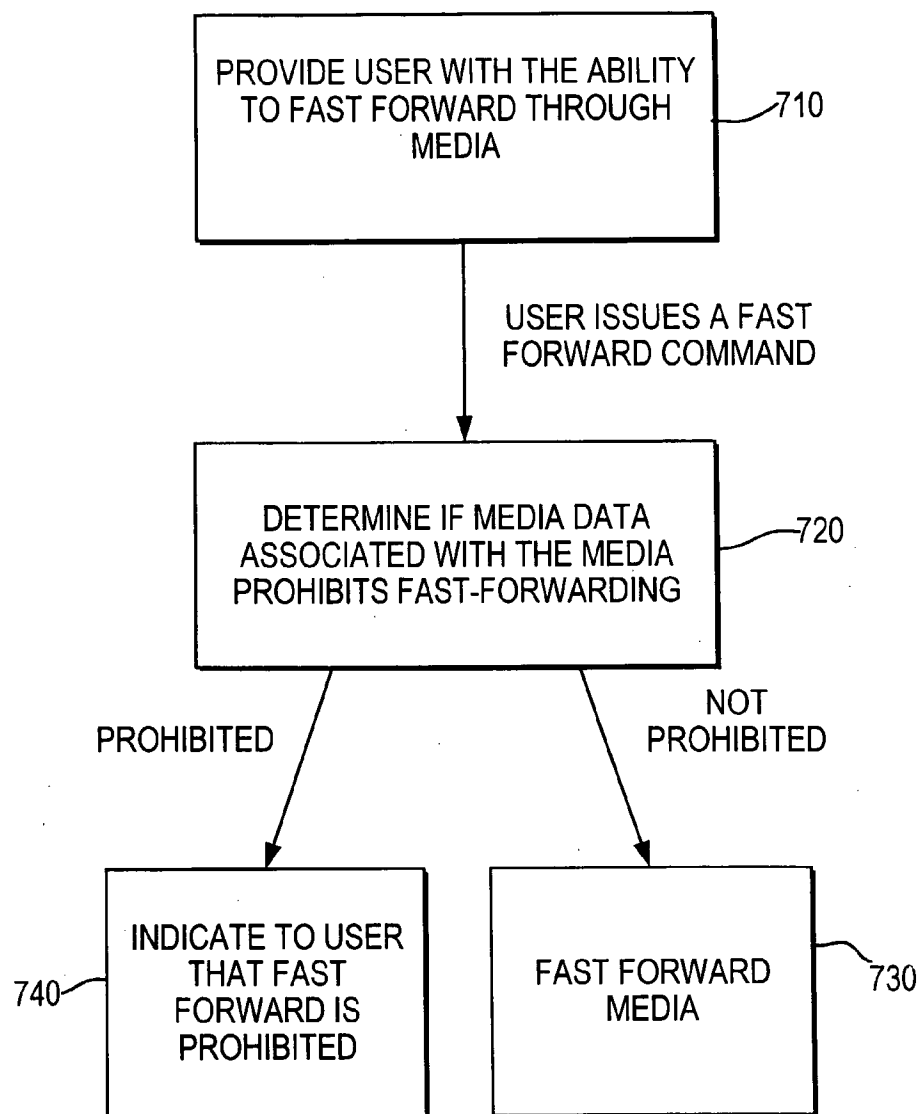 PROVIDE USER WITH THE ABILITY
TO FAST FORWARD THROUGH
MEDIA
710
USER ISSUES A FAST
FORWARD COMMAND
DETERMINE IF MEDIA DATA
ASSOCIATED WITH THE MEDIA
PROHIBITS FAST-FORWARDING
720
PROHIBITED
NOT
PROHIBITED
INDICATE TO USER
THAT FAST
FORWARD IS
PROHIBITED
740
FAST FORWARD
MEDIA
730